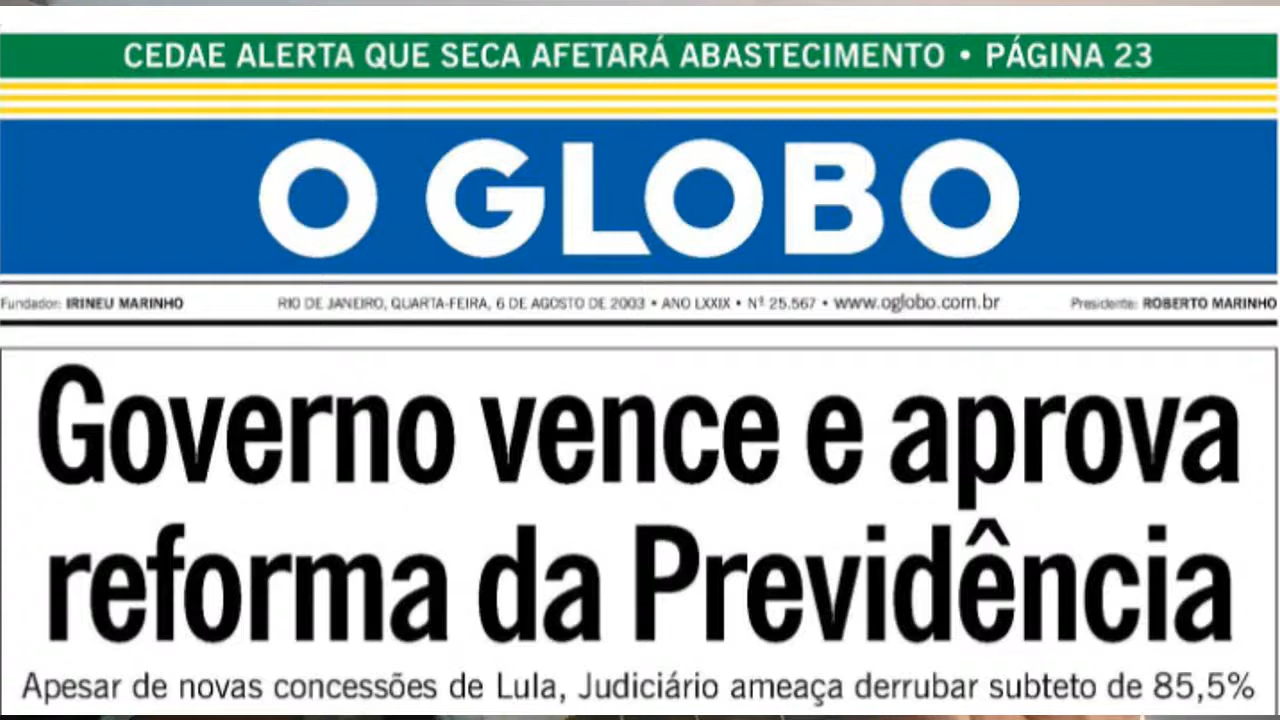 CEDAE ALERTA QUE SECA AFETARÁ ABASTECIMENTO • PÁGINA 23
O GLOBO
Fundador: IRINEU MARINHO RIO DE JANEIRO, QUARTA-FEIRA, 6 DE AGOSTO DE 2003 • ANO LXXIX • Nº 25.567 • www.oglobo.com.br Presidente: ROBERTO MARINHO
Governo vence e aprova
reforma da Previdência
Apesar de novas concessões de Lula, Judiciário ameaça derrubar subteto de 85,5%